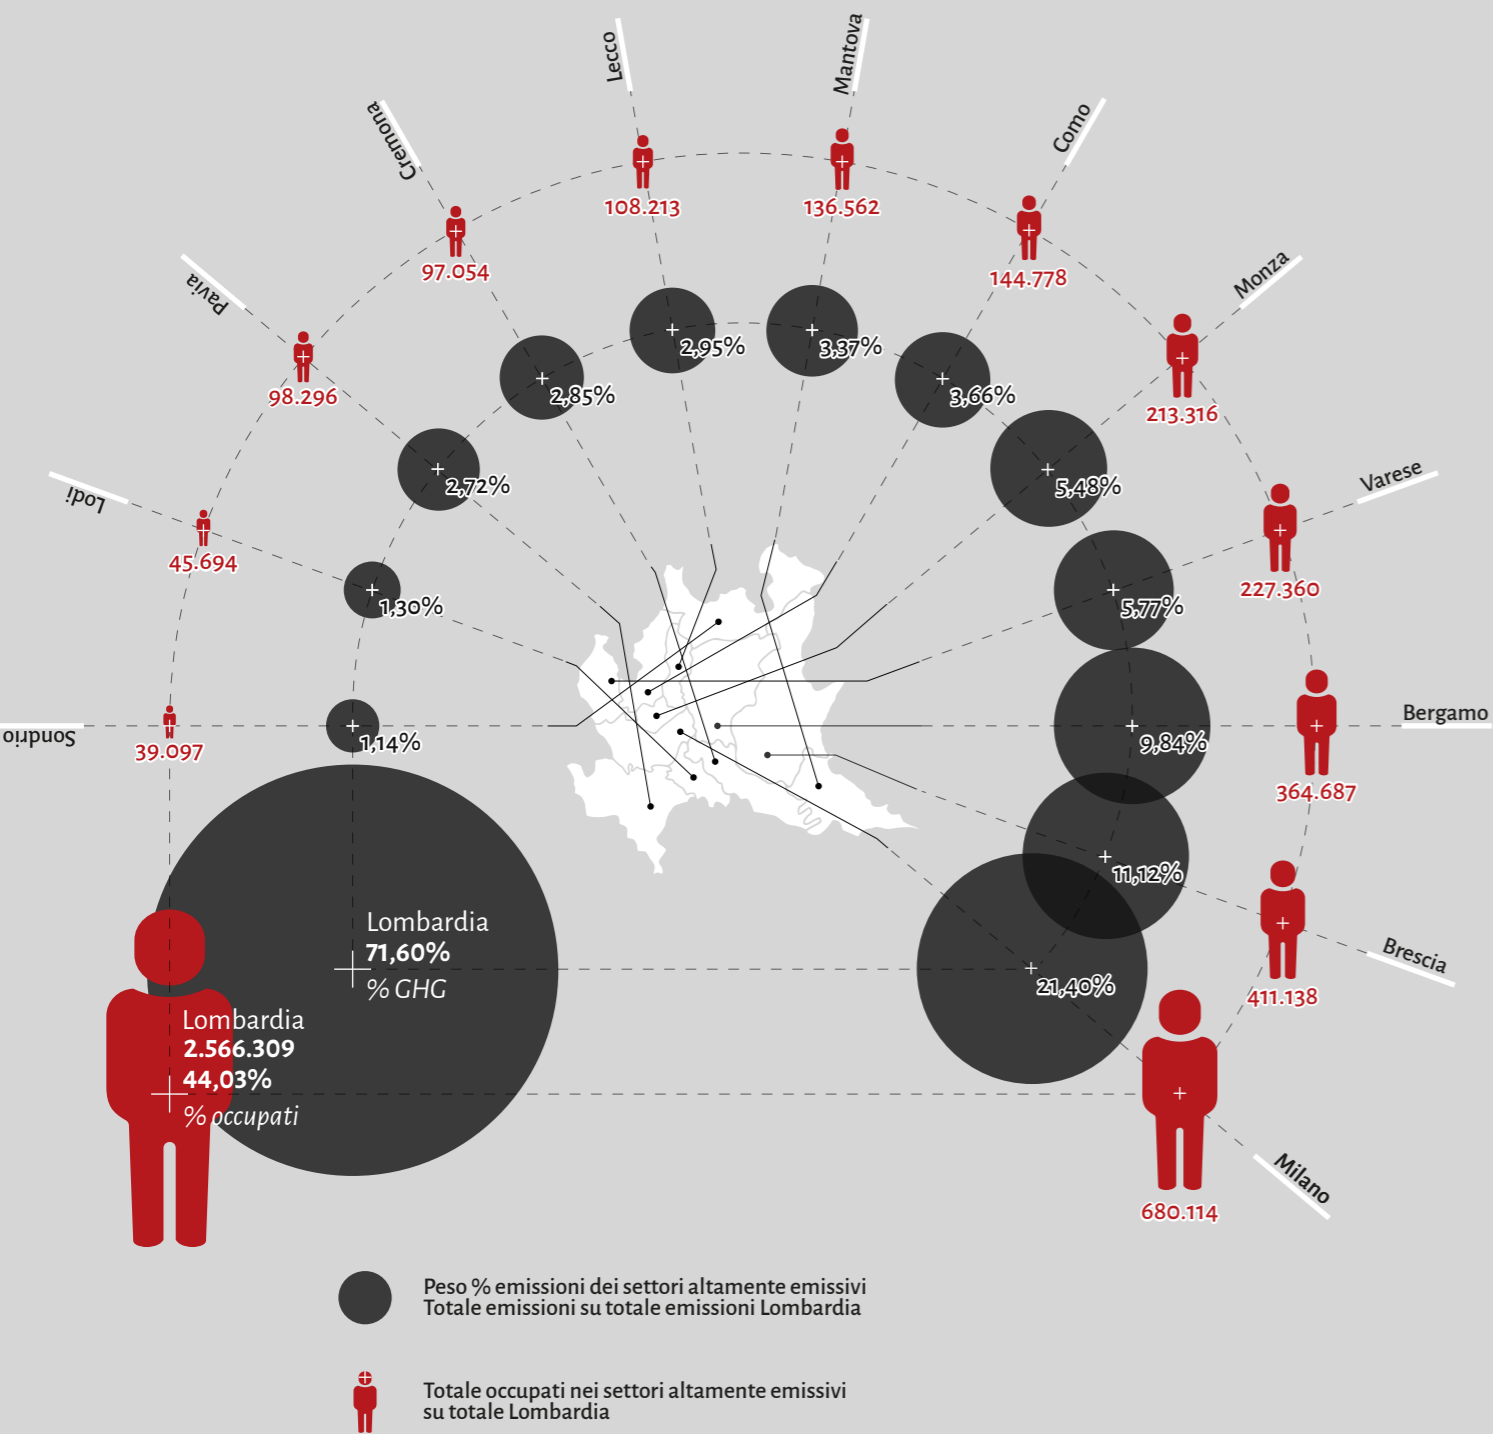 Sondrio
39.097
1,14%
Lodi
45.694
1,30%
Pavia
98.296
2,72%
Cremona
97.054
2,85%
Lecco
108.213
2,95%
Mantova
136.562
3,37%
Como
144.778
3,66%
Monza
213.316
5,48%
Varese
227.360
5,77%
Bergamo
364.687
9,84%
Brescia
411.138
11,12%
Milano
680.114
21,40%
Lombardia
71,60%
% GHG
Lombardia
2.566.309
44,03%
% occupati
Peso % emissioni dei settori altamente emissivi
Totale emissioni su totale emissioni Lombardia
Totale occupati nei settori altamente emissivi
su totale Lombardia